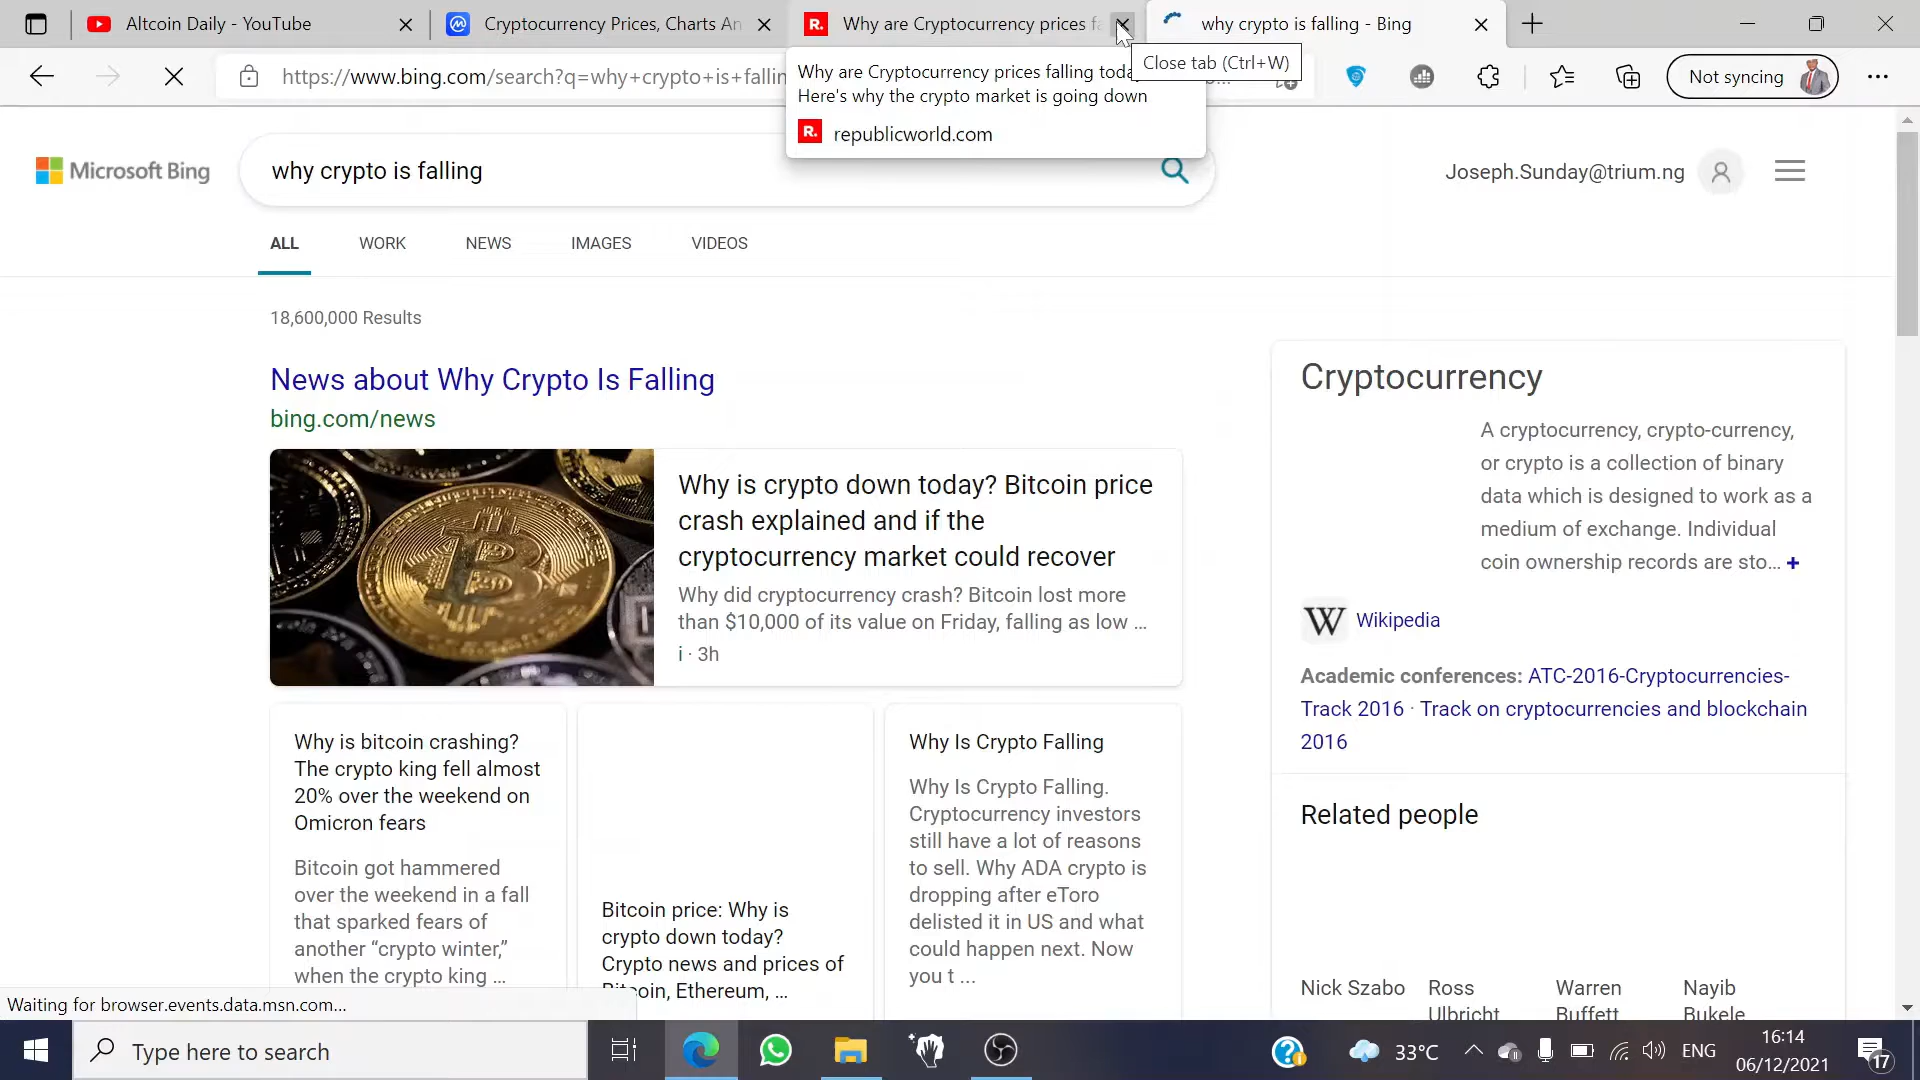 Altcoin Daily - YouTube
Cryptocurrency Prices, Charts An
Why are Cryptocurrency prices fa
why crypto is falling - Bing
https://www.bing.com/search?q=why+crypto+is+fallin
Why are Cryptocurrency prices falling toda
Here's why the crypto market is going down
R. republicworld.com
Close tab (Ctrl+W)
Not syncing
Microsoft Bing
why crypto is falling
Joseph.Sunday@trium.ng
ALL WORK NEWS IMAGES VIDEOS
18,600,000 Results
News about Why Crypto Is Falling
bing.com/news
Why is crypto down today? Bitcoin price
crash explained and if the
cryptocurrency market could recover
Why did cryptocurrency crash? Bitcoin lost more
than $10,000 of its value on Friday, falling as low ...
i · 3h
Why is bitcoin crashing?
The crypto king fell almost
20% over the weekend on
Omicron fears
Bitcoin got hammered
over the weekend in a fall
that sparked fears of
another “crypto winter,”
when the crypto king ...
Bitcoin price: Why is
crypto down today?
Crypto news and prices of
Bitcoin, Ethereum, ...
Why Is Crypto Falling
Why Is Crypto Falling.
Cryptocurrency investors
still have a lot of reasons
to sell. Why ADA crypto is
dropping after eToro
delisted it in US and what
could happen next. Now
you t ...
Cryptocurrency
A cryptocurrency, crypto-currency,
or crypto is a collection of binary
data which is designed to work as a
medium of exchange. Individual
coin ownership records are sto... +
W Wikipedia
Academic conferences: ATC-2016-Cryptocurrencies-
Track 2016 · Track on cryptocurrencies and blockchain
2016
Related people
Nick Szabo
Ross
Ulbricht
Warren
Buffett
Nayib
Bukele
Waiting for browser.events.data.msn.com...
Type here to search
33°C
ENG
16:14
06/12/2021
17